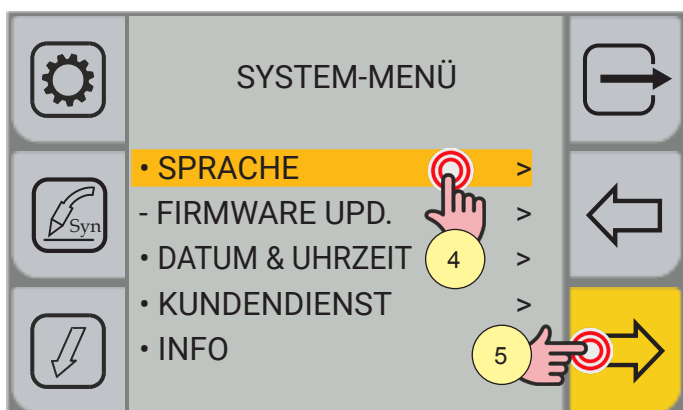 SYSTEM-MENÜ
• SPRACHE >
- FIRMWARE UPD. >
• DATUM & UHRZEIT >
• KUNDENDIENST >
• INFO
Syn
4
5